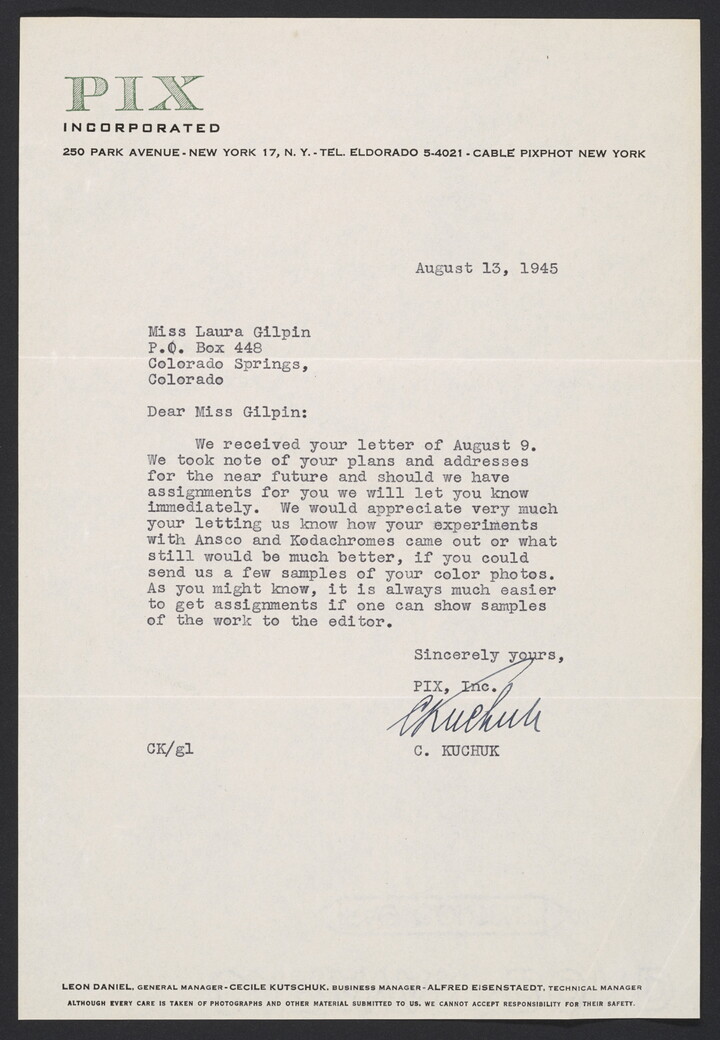 PIX
INCORPORATED
250 PARK AVENUE - NEW YORK 17, N. Y. - TEL. ELDORADO 5-4021 - CABLE PIXPHOT NEW YORK
August 13, 1945
Miss Laura Gilpin
P.O. Box 448
Colorado Springs,
Colorado
Dear Miss Gilpin:
We received your letter of August 9.
We took note of your plans and addresses
for the near future and should we have
assignments for you we will let you know
immediately. We would appreciate very much
your letting us know how your experiments
with Ansco and Kodachromes came out or what
still would be much better, if you could
send us a few samples of your color photos.
As you might know, it is always much easier
to get assignments if one can show samples
of the work to the editor.
Sincerely yours,
PIX, Inc.
CKuchuk
CK/gl
C. KUCHUK
LEON DANIEL, GENERAL MANAGER - CECILE KUTSCHUK, BUSINESS MANAGER - ALFRED EISENSTAEDT, TECHNICAL MANAGER
ALTHOUGH EVERY CARE IS TAKEN OF PHOTOGRAPHS AND OTHER MATERIAL SUBMITTED TO US, WE CANNOT ACCEPT RESPONSIBILITY FOR THEIR SAFETY.